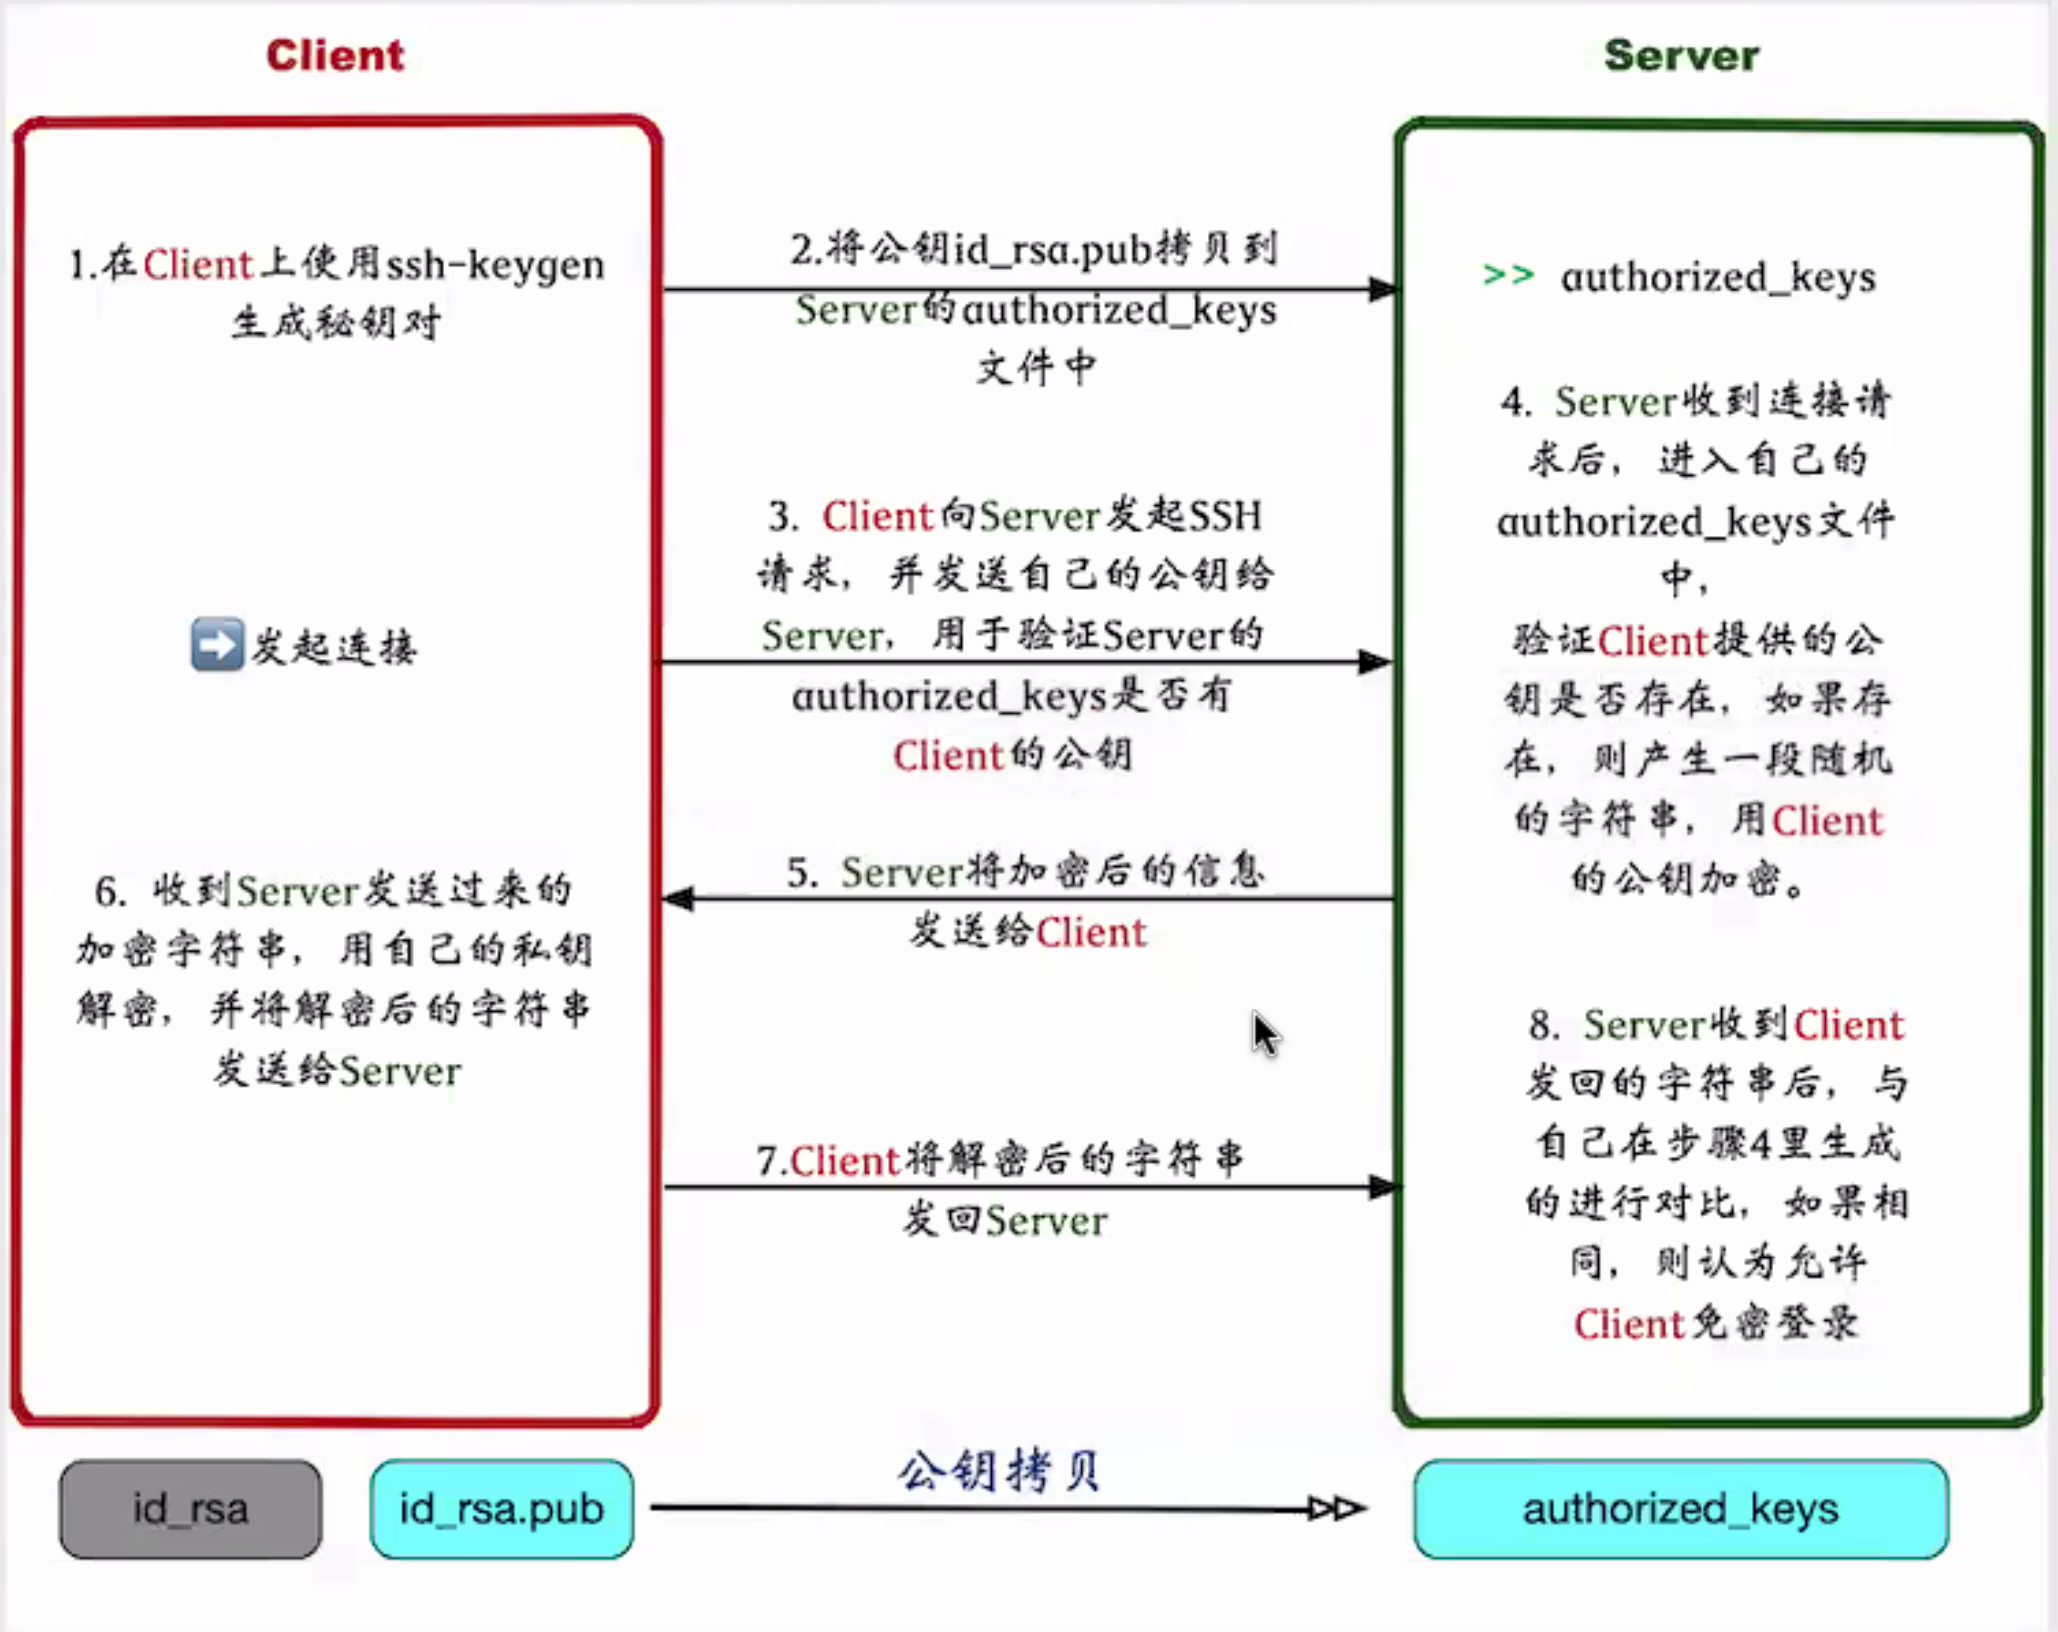 Client
Server
1.在Client上使用ssh-keygen
生成秘钥对
2.将公钥id_rsa.pub拷贝到
Server的authorized_keys
文件中
>> authorized_keys
3. Client向Server发起SSH
请求，并发送自己的公钥给
Server，用于验证Server的
authorized_keys是否有
Client的公钥
发起连接
4. Server收到连接请
求后，进入自己的
authorized_keys文件
中，
验证Client提供的公
钥是否存在，如果存
在，则产生一段随机
的字符串，用Client
的公钥加密。
5. Server将加密后的信息
发送给Client
6. 收到Server发送过来的
加密字符串，用自己的私钥
解密，并将解密后的字符串
发送给Server
7.Client将解密后的字符串
发回Server
8. Server收到Client
发回的字符串后，与
自己在步骤4里生成
的进行对比，如果相
同，则认为允许
Client免密登录
id_rsa
id_rsa.pub
公钥拷贝
authorized_keys